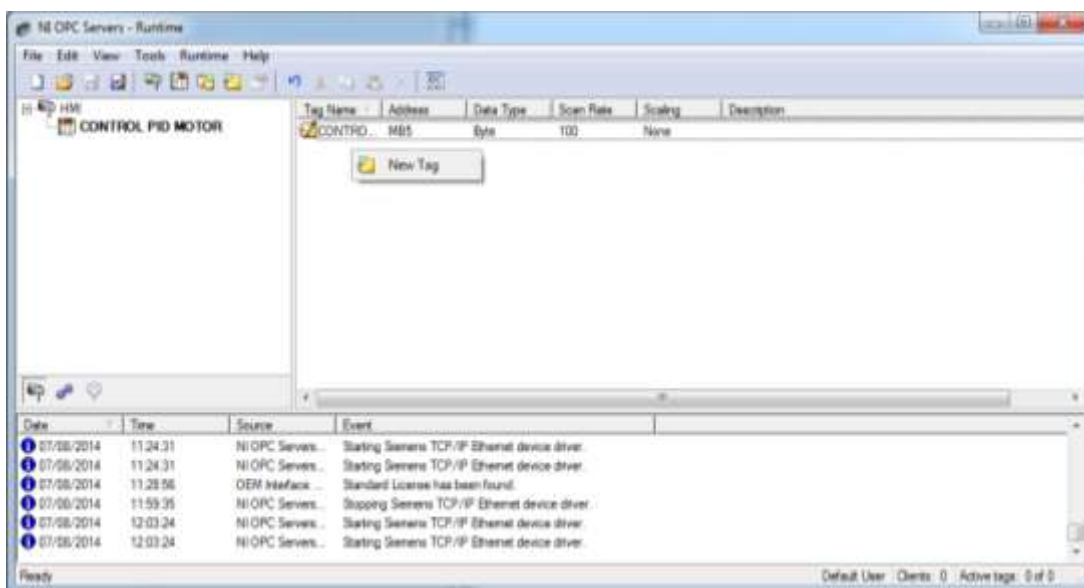 NI OPC Servers - Runtime
File Edit View Tools Runtime Help
HMI
CONTROL PID MOTOR
Tag Name Address Data Type Scan Rate Scaling Description
CONTRO... MB5 Byte 100 None
New Tag
Date Time Source Event
07/08/2014 11:24:31 NI OPC Servers... Starting Siemens TCP/IP Ethernet device driver.
07/08/2014 11:24:31 NI OPC Servers... Starting Siemens TCP/IP Ethernet device driver.
07/08/2014 11:28:56 OEM Interface ... Standard License has been found.
07/08/2014 11:59:35 NI OPC Servers... Stopping Siemens TCP/IP Ethernet device driver.
07/08/2014 12:03:24 NI OPC Servers... Starting Siemens TCP/IP Ethernet device driver.
07/08/2014 12:03:24 NI OPC Servers... Starting Siemens TCP/IP Ethernet device driver.
Ready Default User Clients: 0 Active tags: 0 of 0